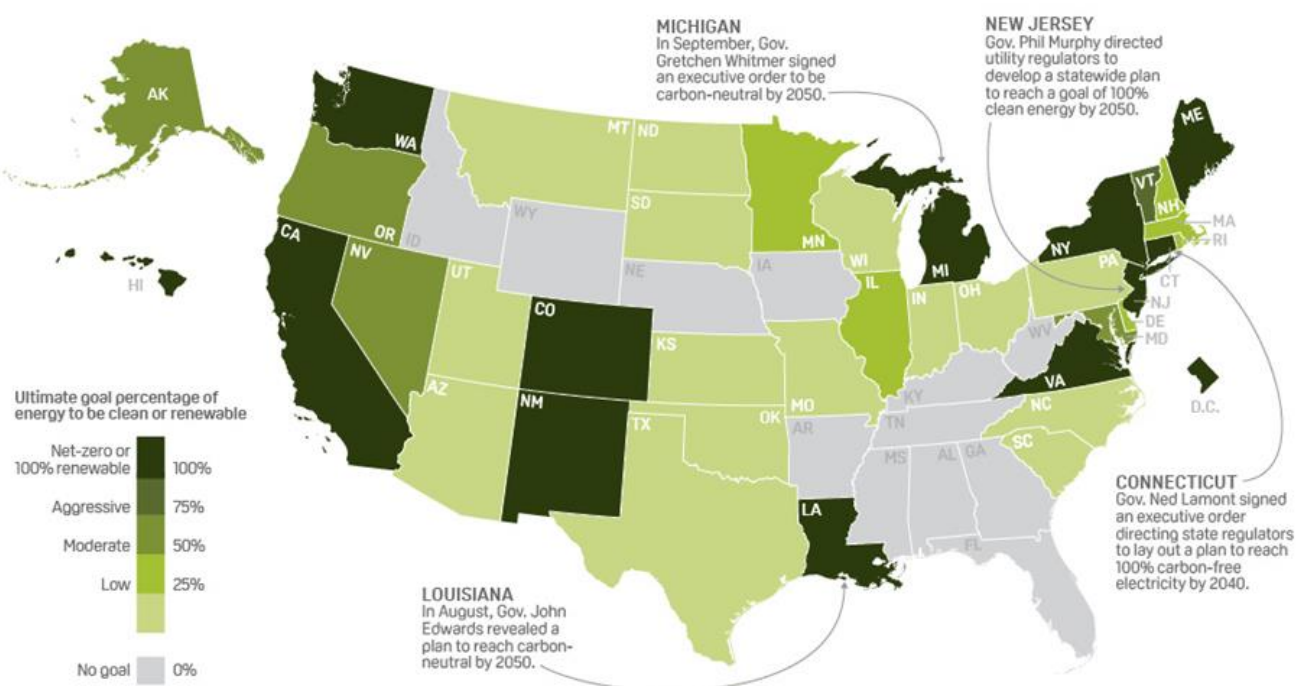 MICHIGAN
In September, Gov.
Gretchen Whitmer signed
an executive order to be
carbon-neutral by 2050.
NEW JERSEY
Gov. Phil Murphy directed
utility regulators to
develop a statewide plan
to reach a goal of 100%
clean energy by 2050.
AK
WA
MT
ND
ME
VT
NH
MA
RI
OR
ID
WY
SD
MN
WI
MI
NY
CT
CA
NV
UT
NE
IA
IL
IN
OH
PA
NJ
DE
MD
HI
CO
KS
MO
KY
WV
VA
D.C.
AZ
NM
TX
OK
AR
TN
NC
SC
MS
AL
GA
LA
FL
Ultimate goal percentage of
energy to be clean or renewable
Net-zero or
100% renewable 100%
Aggressive 75%
Moderate 50%
Low 25%
No goal 0%
LOUISIANA
In August, Gov. John
Edwards revealed a
plan to reach carbon-
neutral by 2050.
CONNECTICUT
Gov. Ned Lamont signed
an executive order
directing state regulators
to lay out a plan to reach
100% carbon-free
electricity by 2040.